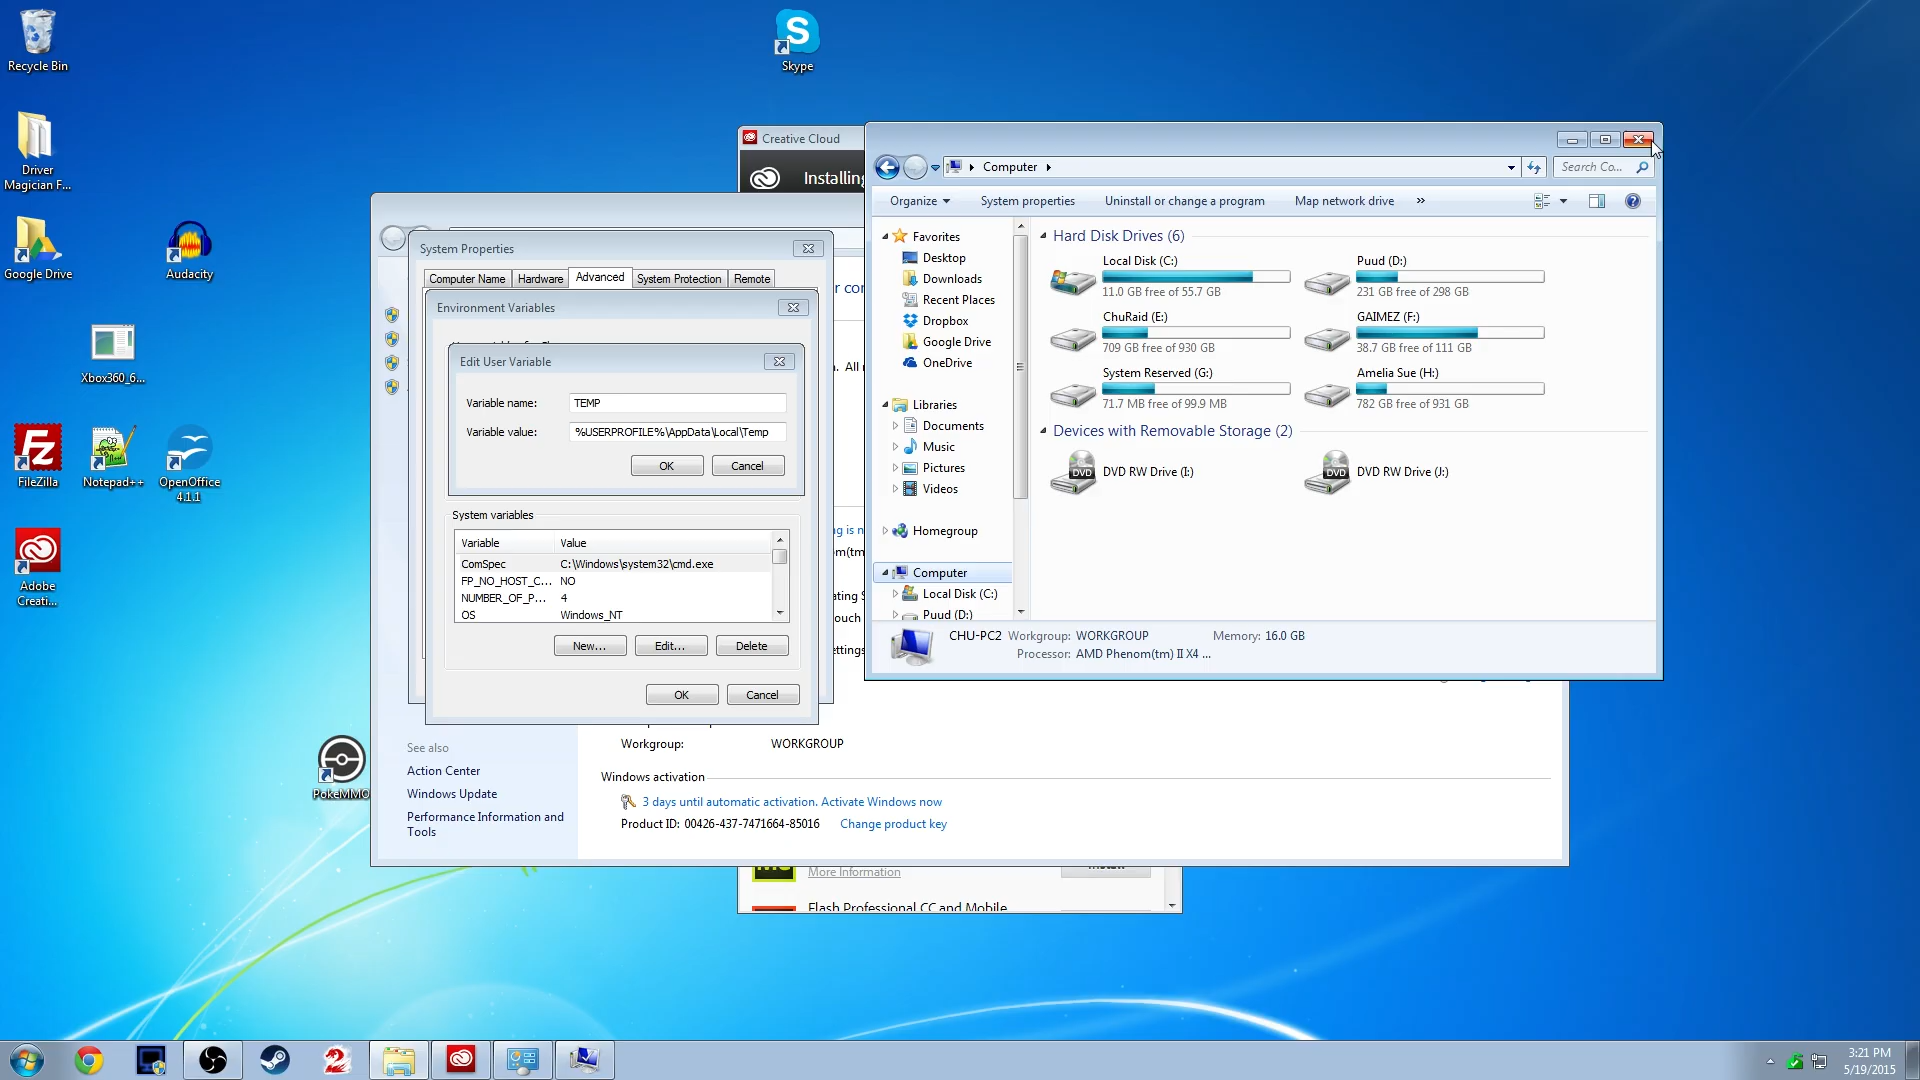 Recycle Bin
Skype
Driver
Magician F...
Google Drive
Audacity
Xbox360_6...
FileZilla
Notepad++
OpenOffice
4.1.1
Adobe
Creati...
PokeMMO
Creative Cloud
Installing
Computer
Search Co...
Organize
System properties
Uninstall or change a program
Map network drive
»
Favorites
Desktop
Downloads
Recent Places
Dropbox
Google Drive
OneDrive
Libraries
Documents
Music
Pictures
Videos
Homegroup
Computer
Local Disk (C:)
Puud (D:)
Hard Disk Drives (6)
Local Disk (C:)
11.0 GB free of 55.7 GB
Puud (D:)
231 GB free of 298 GB
ChuRaid (E:)
709 GB free of 930 GB
GAIMEZ (F:)
38.7 GB free of 111 GB
System Reserved (G:)
71.7 MB free of 99.9 MB
Amelia Sue (H:)
782 GB free of 931 GB
Devices with Removable Storage (2)
DVD RW Drive (I:)
DVD RW Drive (J:)
CHU-PC2 Workgroup: WORKGROUP Memory: 16.0 GB
Processor: AMD Phenom(tm) II X4 ...
System Properties
Computer Name
Hardware
Advanced
System Protection
Remote
Environment Variables
Edit User Variable
Variable name: TEMP
Variable value: %USERPROFILE%\AppData\Local\Temp
OK
Cancel
System variables
Variable Value
ComSpec C:\Windows\system32\cmd.exe
FP_NO_HOST_C... NO
NUMBER_OF_P... 4
OS Windows_NT
New...
Edit...
Delete
OK
Cancel
All
See also
Action Center
Windows Update
Performance Information and
Tools
Workgroup: WORKGROUP
Windows activation
3 days until automatic activation. Activate Windows now
Product ID: 00426-437-7471664-85016 Change product key
More Information
Flash Professional CC and Mobile
3:21 PM
5/19/2015